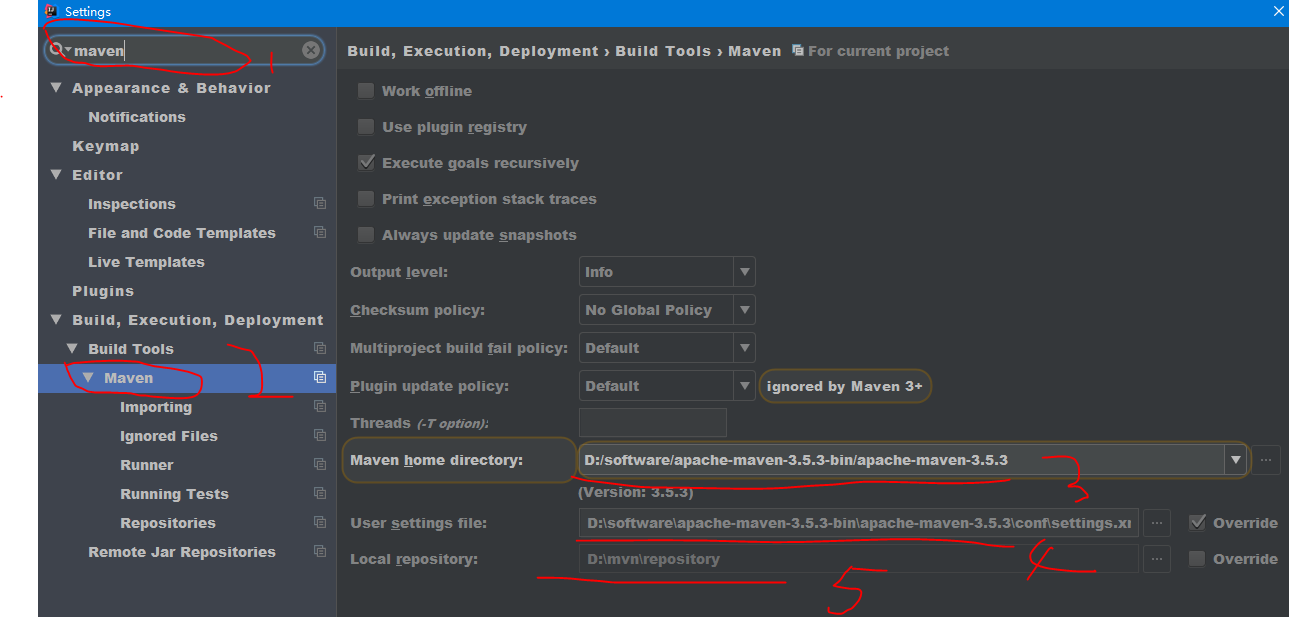 Settings
maven
1
Build, Execution, Deployment › Build Tools › Maven For current project
Appearance & Behavior
Notifications
Keymap
Editor
Inspections
File and Code Templates
Live Templates
Plugins
Build, Execution, Deployment
Build Tools
Maven
2
Importing
Ignored Files
Runner
Running Tests
Repositories
Remote Jar Repositories
Work offline
Use plugin registry
Execute goals recursively
Print exception stack traces
Always update snapshots
Output level: Info
Checksum policy: No Global Policy
Multiproject build fail policy: Default
Plugin update policy: Default ignored by Maven 3+
Threads (-T option):
Maven home directory: D:/software/apache-maven-3.5.3-bin/apache-maven-3.5.3 ... 3
(Version: 3.5.3)
User settings file: D:\software\apache-maven-3.5.3-bin\apache-maven-3.5.3\conf\settings.xm ... Override
4
Local repository: D:\mvn\repository ... Override
5